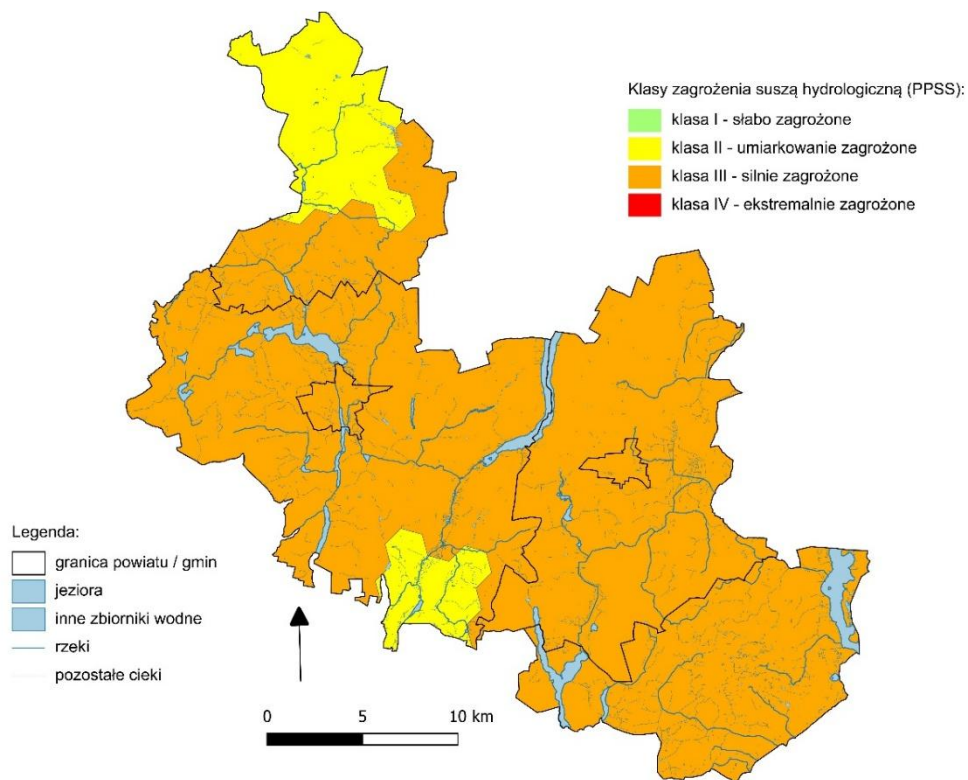 Klasy zagrożenia suszą hydrologiczną (PPSS):
klasa I - słabo zagrożone
klasa II - umiarkowanie zagrożone
klasa III - silnie zagrożone
klasa IV - ekstremalnie zagrożone
Legenda:
granica powiatu / gmin
jeziora
inne zbiorniki wodne
rzeki
pozostałe cieki
0 5 10 km